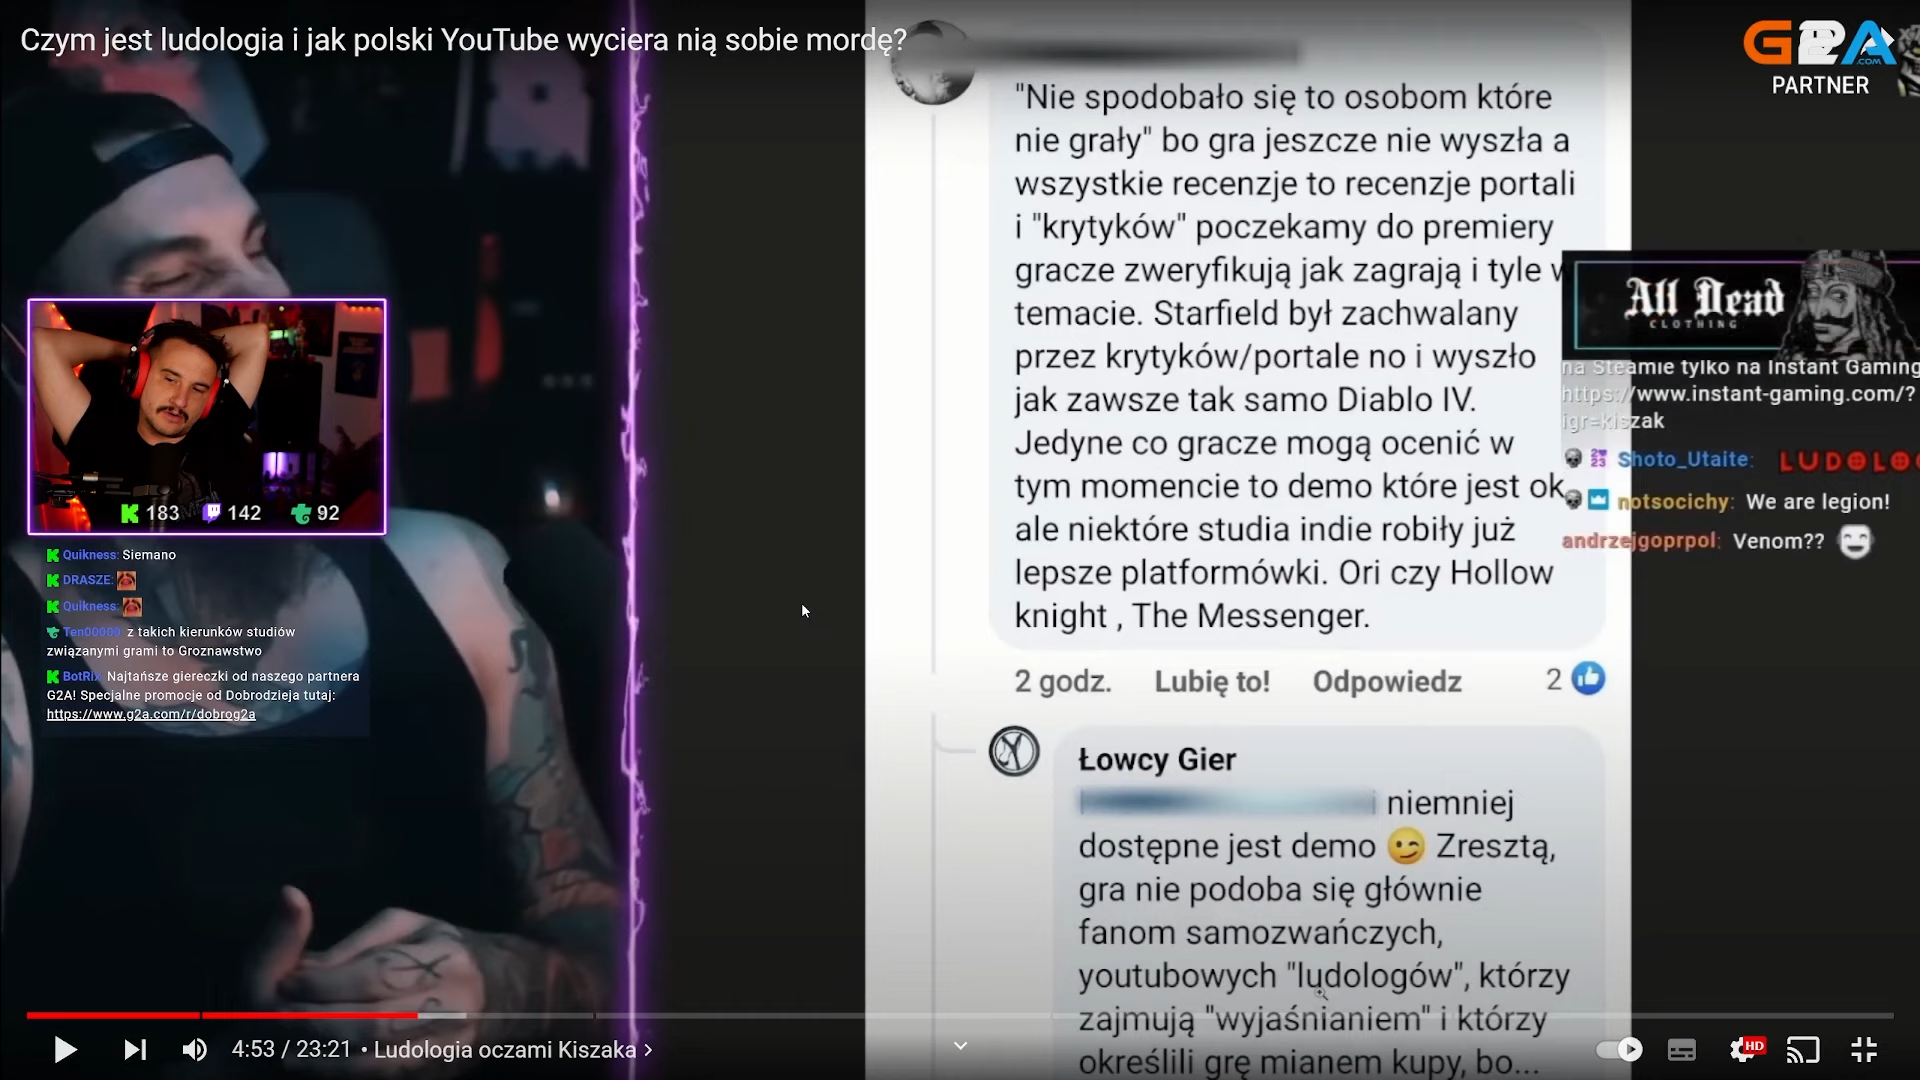 Czym jest ludologia i jak polski YouTube wyciera nią sobie mordę?
G2A
.COM
PARTNER
"Nie spodobało się to osobom które
nie grały" bo gra jeszcze nie wyszła a
wszystkie recenzje to recenzje portali
i "krytyków" poczekamy do premiery
gracze zweryfikują jak zagrają i tyle w
temacie. Starfield był zachwalany
przez krytyków/portale no i wyszło
jak zawsze tak samo Diablo IV.
Jedyne co gracze mogą ocenić w
tym momencie to demo które jest ok
ale niektóre studia indie robiły już
lepsze platformówki. Ori czy Hollow
knight , The Messenger.
2 godz. Lubię to! Odpowiedz 2
Łowcy Gier
niemniej
dostępne jest demo 😉 Zresztą,
gra nie podoba się głównie
fanom samozwańczych,
youtubowych "ludologów", którzy
zajmują "wyjaśnianiem" i którzy
określili grę mianem kupy, bo...
All Dead
CLOTHING
na Steamie tylko na Instant Gaming
https://www.instant-gaming.com/?
igr=kiszak
Shoto_Utaite: LUDOLO
notsocichy: We are legion!
andrzejgoprpol: Venom??
183 142 92
Quikness: Siemano
DRASZE:
Quikness:
Ten00000: z takich kierunków studiów
związanymi grami to Groznawstwo
BotRix: Najtańsze giereczki od naszego partnera
G2A! Specjalne promocje od Dobrodzieja tutaj:
https://www.g2a.com/r/dobrog2a
4:53 / 23:21 • Ludologia oczami Kiszaka
HD